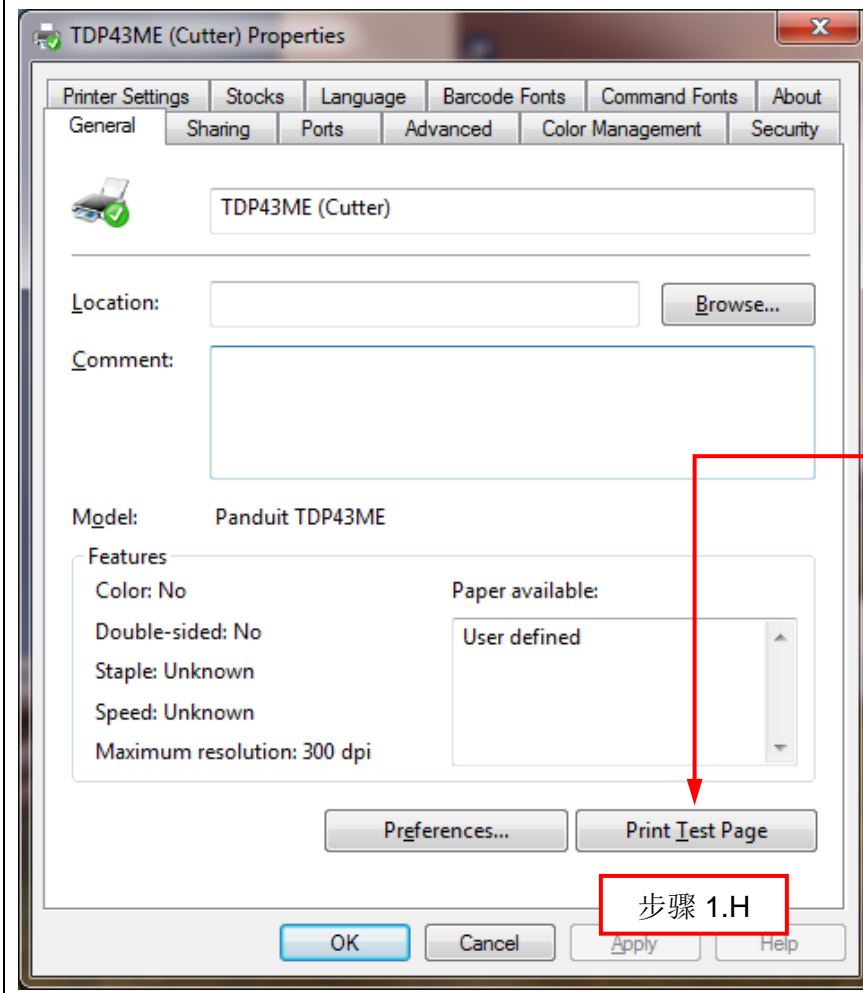 TDP43ME (Cutter) Properties
Printer Settings Stocks Language Barcode Fonts Command Fonts About
General Sharing Ports Advanced Color Management Security
TDP43ME (Cutter)
Location: Browse...
Comment:
Model: Panduit TDP43ME
Features
Color: No Paper available:
Double-sided: No User defined
Staple: Unknown
Speed: Unknown
Maximum resolution: 300 dpi
Preferences... Print Test Page
步骤 1.H
OK Cancel Apply Help